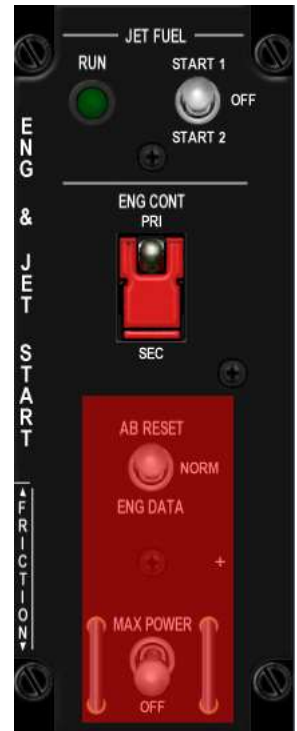 JET FUEL
RUN
START 1
OFF
START 2
ENG & JET START
ENG CONT
PRI
SEC
AB RESET
NORM
ENG DATA
FRICTION
MAX POWER
OFF